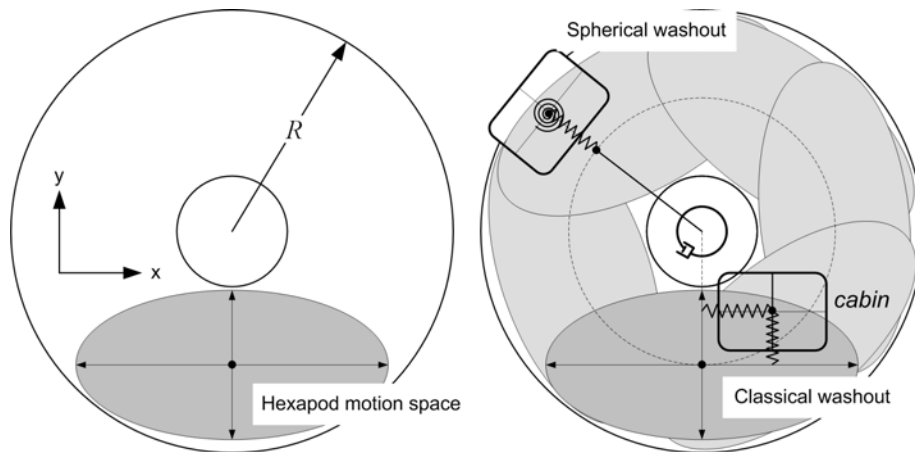 R
y
x
Hexapod motion space
Spherical washout
cabin
Classical washout